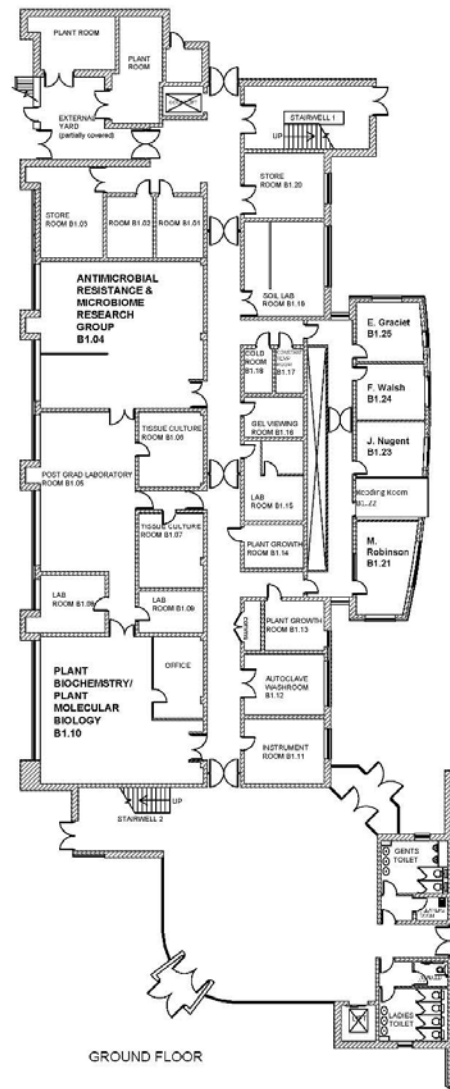 PLANT ROOM
PLANT
ROOM
EXTERNAL
YARD
(partially covered)
STAIRWELL 1
UP
STORE
ROOM B1.20
STORE
ROOM B1.03
ROOM B1.02
ROOM B1.01
ANTIMICROBIAL
RESISTANCE &
MICROBIOME
RESEARCH
GROUP
B1.04
SOIL LAB
ROOM B1.19
E. Graciet
B1.25
COLD
ROOM
B1.18
B1.17
F. Walsh
B1.24
GEL VIEWING
ROOM B1.16
TISSUE CULTURE
ROOM B1.06
J. Nugent
B1.23
POST GRAD LABORATORY
ROOM B1.05
LAB
ROOM B1.15
Reading Room
B1.22
TISSUE CULTURE
ROOM B1.07
PLANT GROWTH
ROOM B1.14
M.
Robinson
B1.21
LAB
ROOM B1.08
LAB
ROOM B1.09
PLANT GROWTH
ROOM B1.13
PLANT
BIOCHEMSTRY/
PLANT
MOLECULAR
BIOLOGY
B1.10
OFFICE
AUTOCLAVE
WASHROOM
B1.12
INSTRUMENT
ROOM B1.11
UP
STAIRWELL 2
GENTS
TOILET
LIFT
LADIES
TOILET
GROUND FLOOR